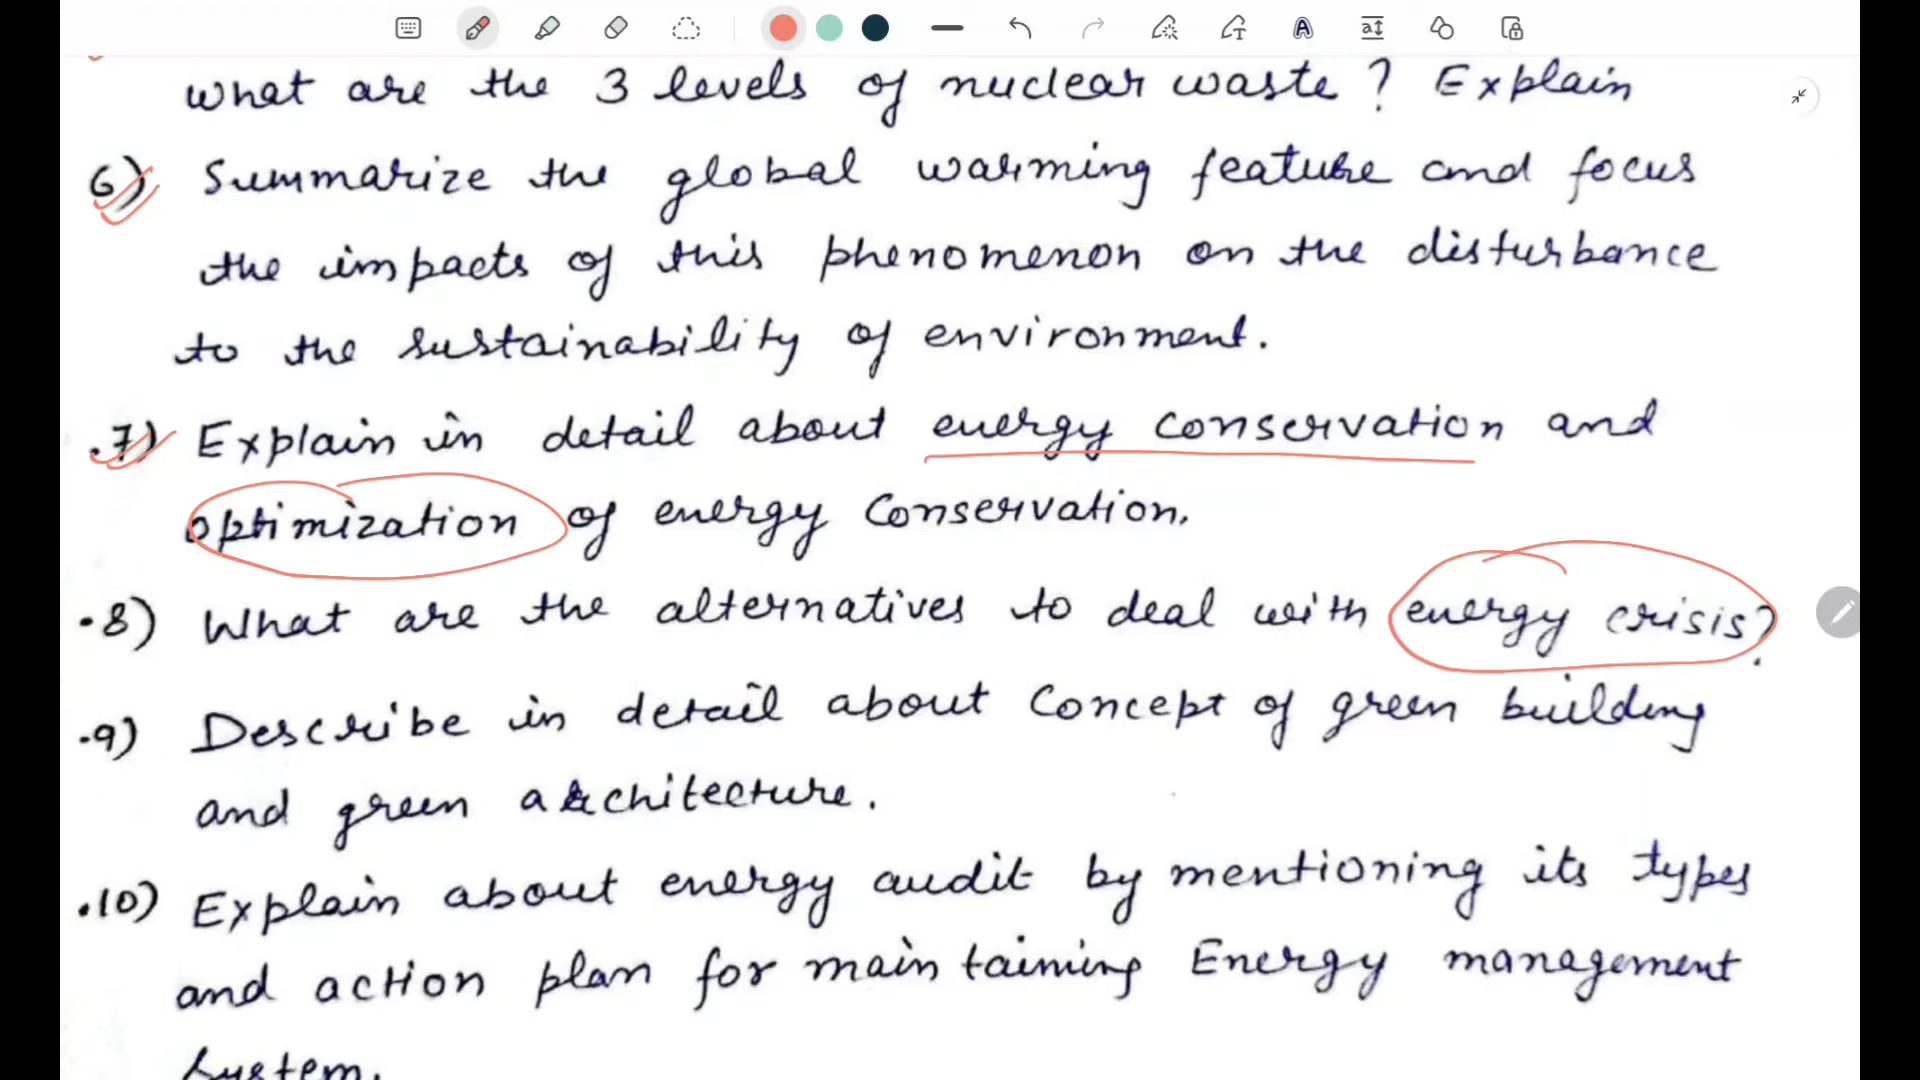 what are the 3 levels of nuclear waste? Explain
6) Summarize the global warming feature and focus
the impacts of this phenomenon on the disturbance
to the sustainability of environment.
.7) Explain in detail about energy conservation and
optimization of energy Conservation.
.8) What are the alternatives to deal with energy crisis?
.9) Describe in detail about Concept of green building
and green architecture.
.10) Explain about energy audit by mentioning its types
and action plan for maintaining Energy management
system.